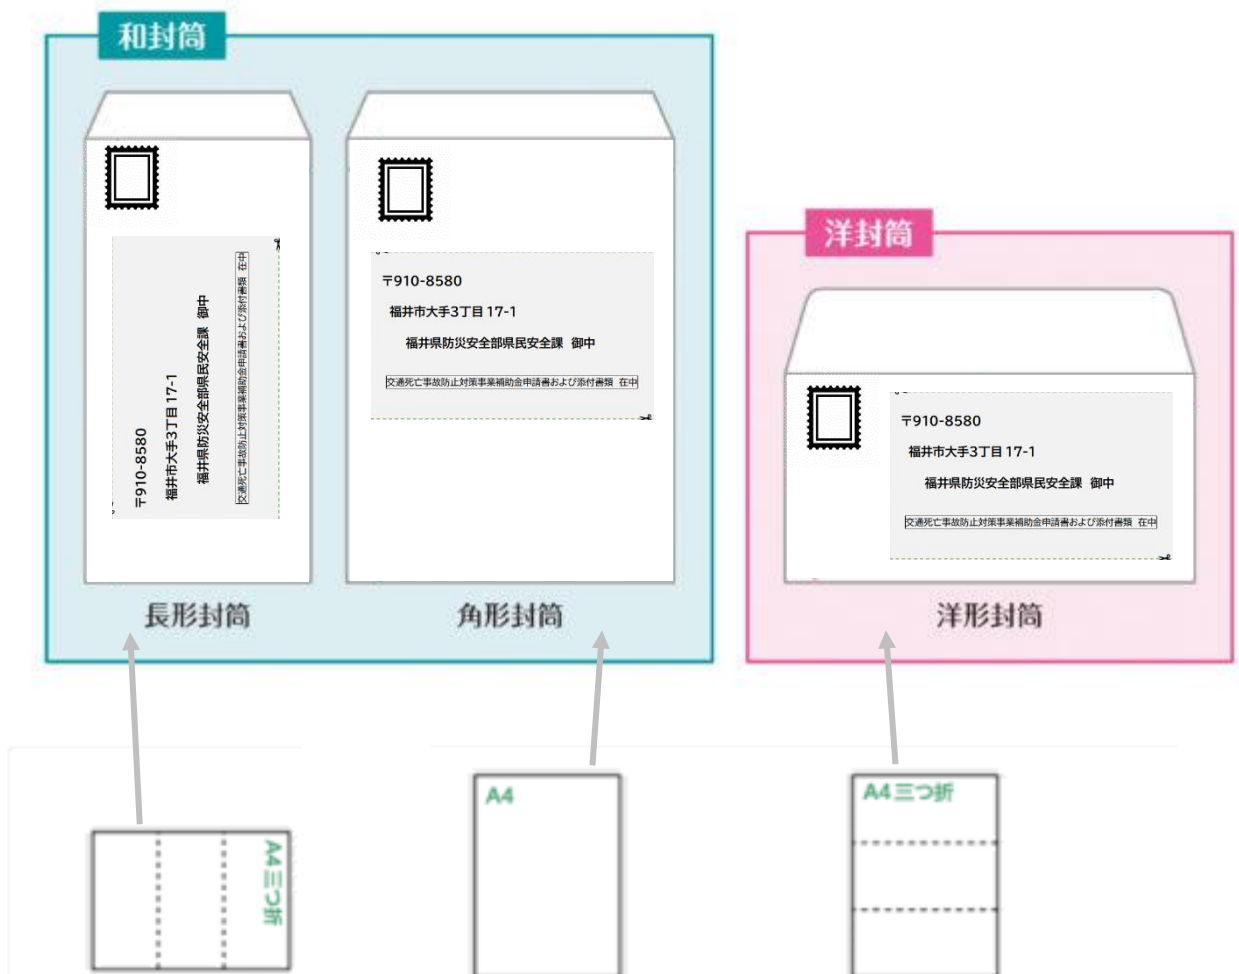 和封筒
〒910-8580
福井市大手3丁目17-1
福井県防災安全部県民安全課 御中
交通死亡事故防止対策事業補助金申請書および添付書類 在中
長形封筒
〒910-8580
福井市大手3丁目17-1
福井県防災安全部県民安全課 御中
交通死亡事故防止対策事業補助金申請書および添付書類 在中
角形封筒
洋封筒
〒910-8580
福井市大手3丁目17-1
福井県防災安全部県民安全課 御中
交通死亡事故防止対策事業補助金申請書および添付書類 在中
洋形封筒
A4三つ折
A4
A4三つ折